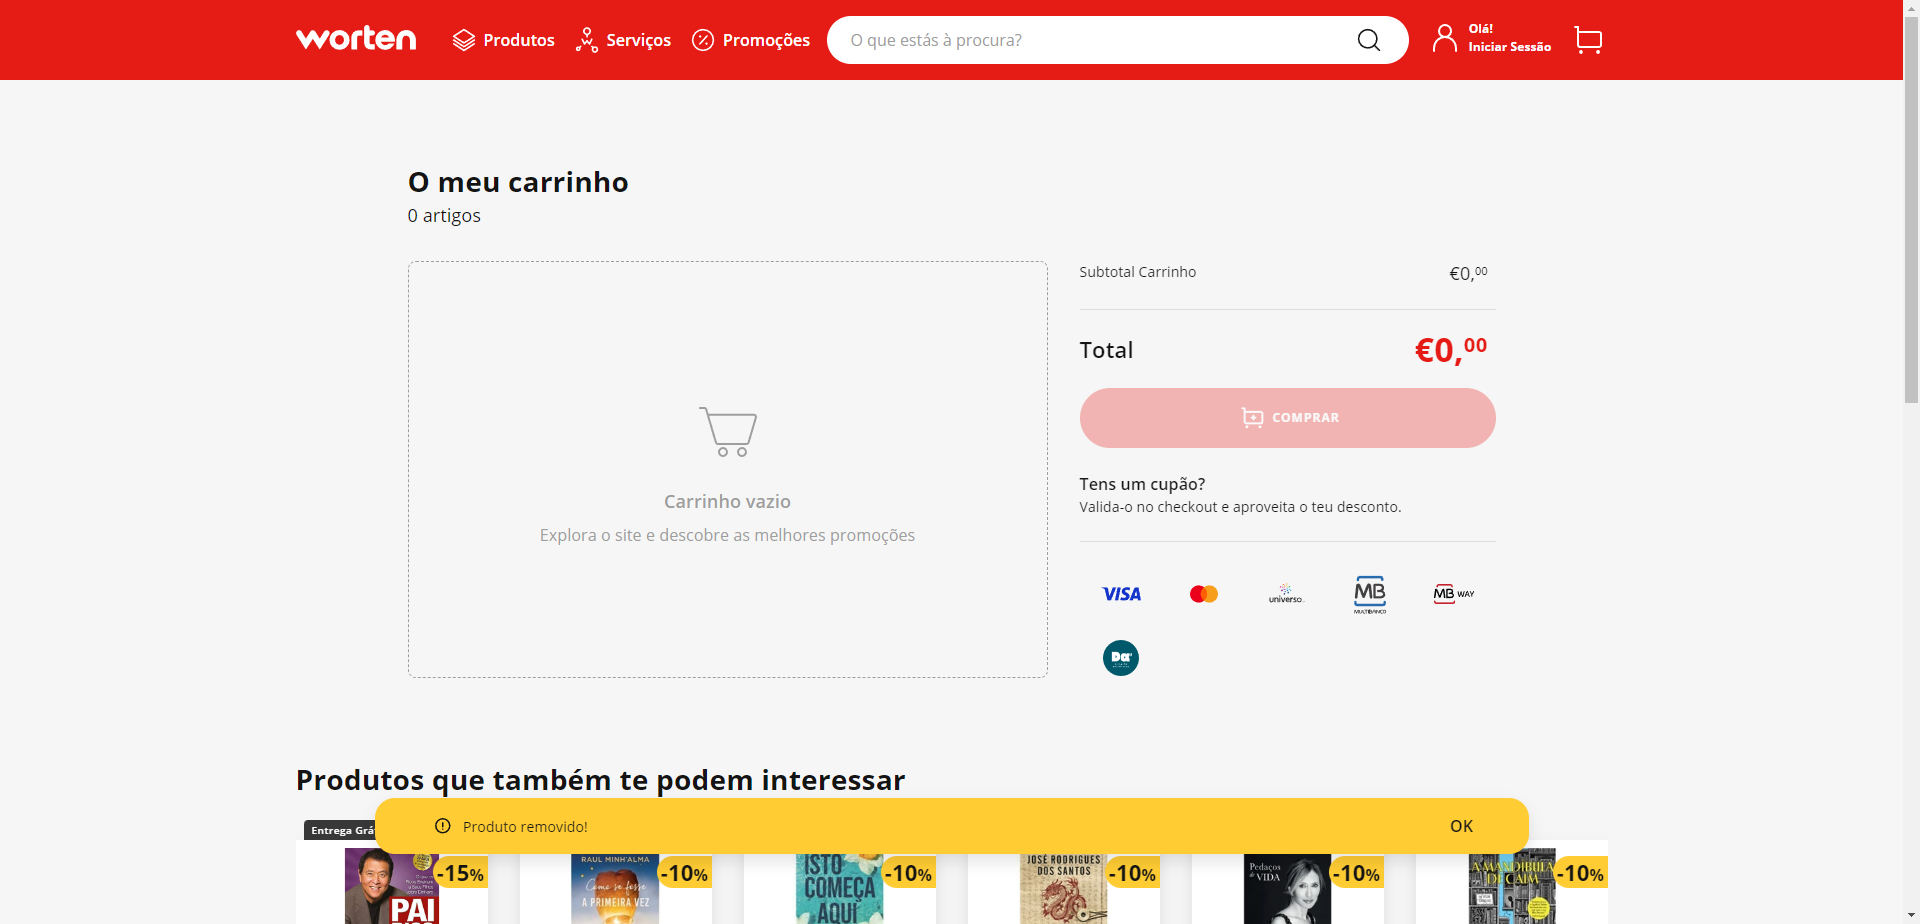 worten
Produtos
Serviços
Promoções
O que estás à procura?
Olá!
Iniciar Sessão
O meu carrinho
0 artigos
Carrinho vazio
Explora o site e descobre as melhores promoções
Subtotal Carrinho
€0,00
Total
€0,00
COMPRAR
Tens um cupão?
Valida-o no checkout e aproveita o teu desconto.
VISA
universo
MB
MULTIBANCO
MB WAY
Da
Produtos que também te podem interessar
Produto removido!
OK
Entrega Grá
-15%
PAI
RAUL MINH'ALMA
Como se fosse
A PRIMEIRA VEZ
-10%
ISTO
COMEÇA
AQUI
-10%
JOSÉ RODRIGUES
DOS SANTOS
-10%
Pedaços
de VIDA
-10%
A MANDÍBULA
DE CAIM
-10%